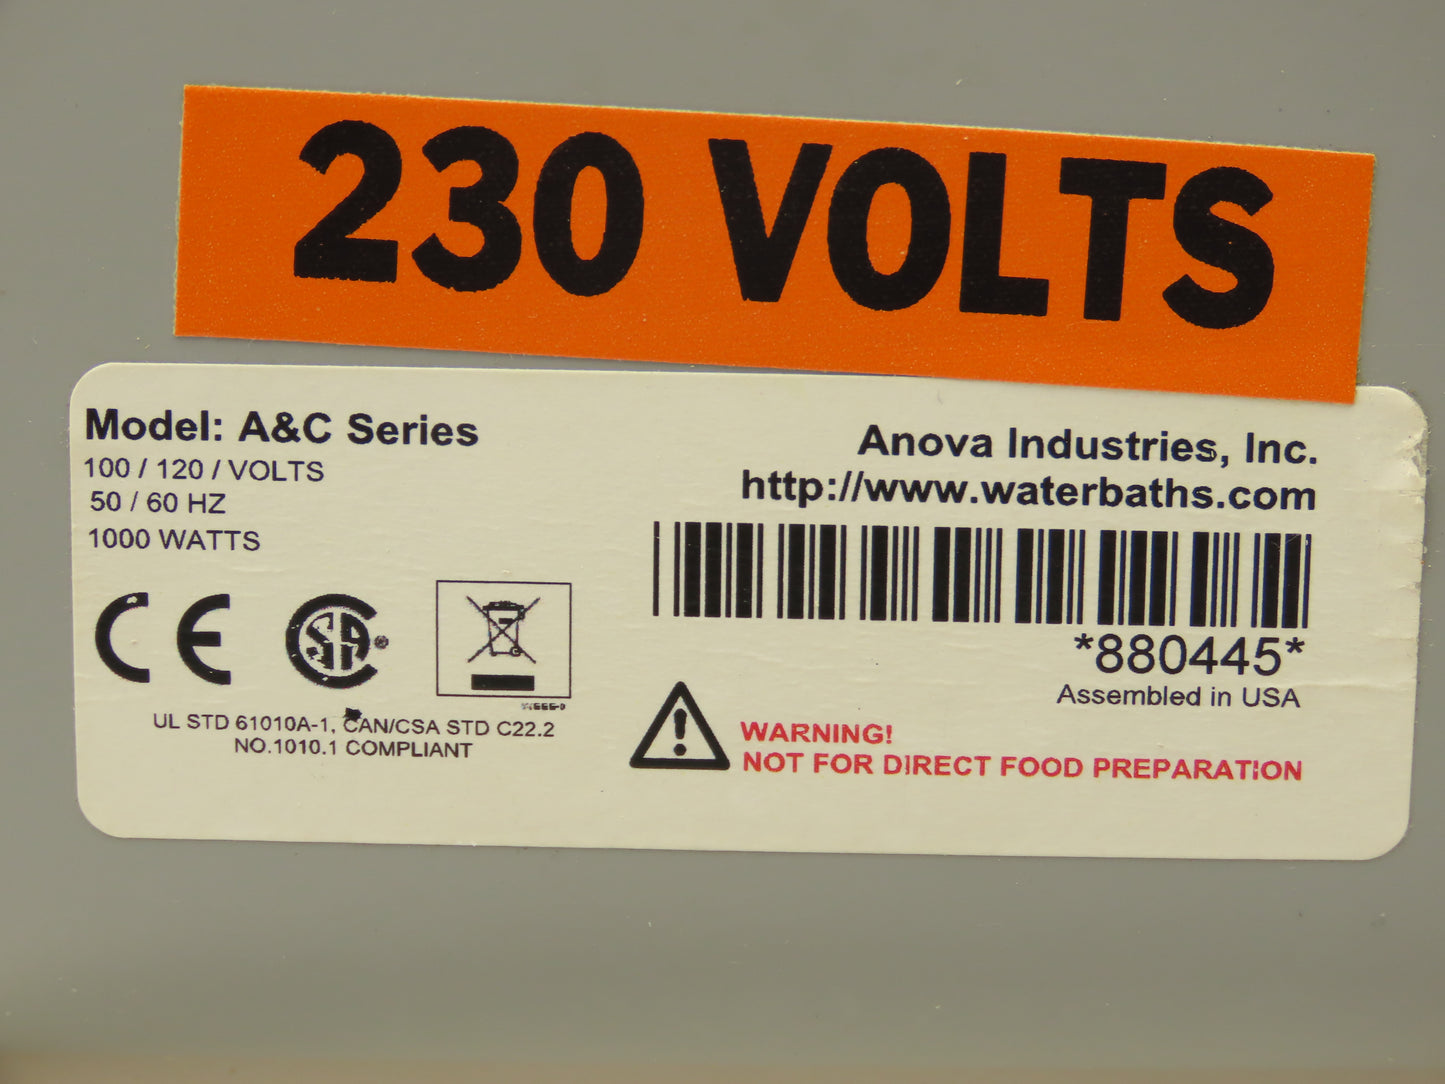 230 VOLTS
Model: A&C Series
100 / 120 / VOLTS
50 / 60 HZ
1000 WATTS
CE
CSA®
UL STD 61010A-1, CAN/CSA STD C22.2
NO.1010.1 COMPLIANT
Anova Industries, Inc.
http://www.waterbaths.com
*880445*
Assembled in USA
WARNING!
NOT FOR DIRECT FOOD PREPARATION